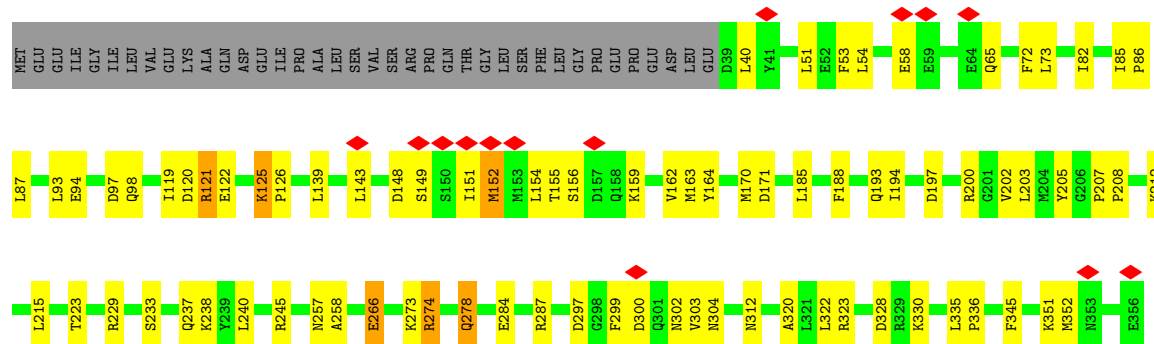 MET GLU GLU ILE GLY ILE LEU VAL GLU LYS ALA GLN ASP GLU ILE PRO ALA LEU SER VAL SER ARG PRO GLN THR GLY LEU SER PHE LEU GLY PRO GLU PRO GLU ASP LEU GLU D39 L40 Y41 L51 E52 F53 L54 E58 E59 E64 Q65 F72 L73 I82 I85 P86
L87 L93 E94 D97 Q98 I119 D120 R121 E122 K125 P126 L139 L143 D148 S149 S150 I151 M152 M153 L154 T155 S156 D157 Q158 K159 V162 M163 Y164 M170 D171 L185 F188 Q193 I194 D197 R200 G201 V202 L203 M204 Y205 G206 P207 P208
L215 T223 R229 S233 Q237 K238 Y239 L240 R245 N257 A258 E266 K273 R274 Q278 E284 R287 D297 G298 F299 D300 Q301 N302 V303 N304 N312 A320 L321 L322 R323 D328 R329 K330 L335 P336 F345 K351 M352 N353 E356